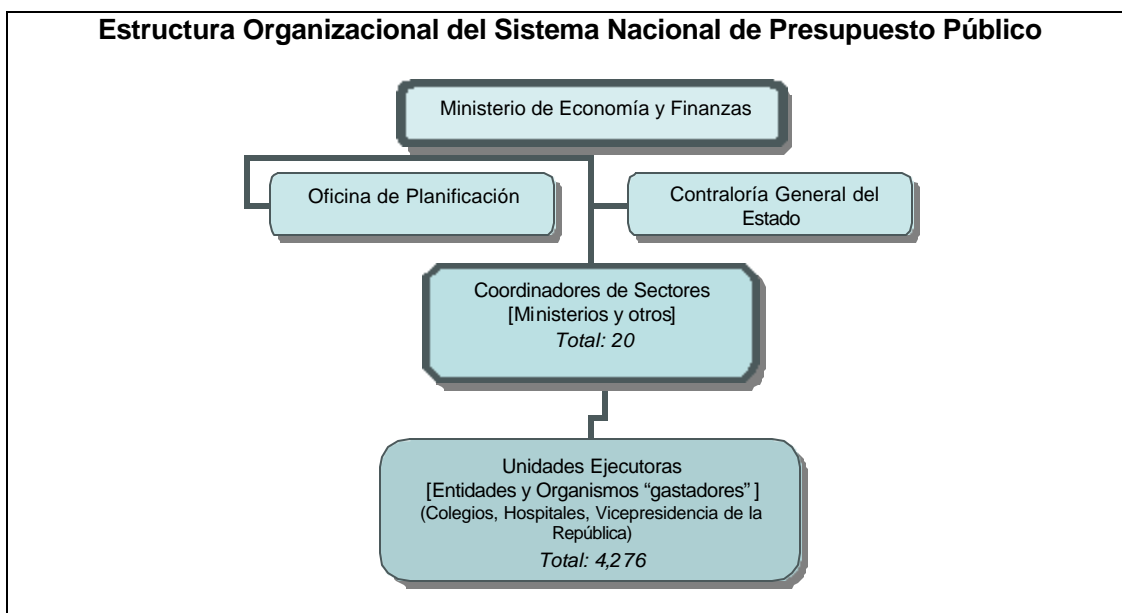 Estructura Organizacional del Sistema Nacional de Presupuesto Público
Ministerio de Economía y Finanzas
Oficina de Planificación
Contraloría General del
Estado
Coordinadores de Sectores
[Ministerios y otros]
Total: 20
Unidades Ejecutoras
[Entidades y Organismos “gastadores” ]
(Colegios, Hospitales, Vicepresidencia de la
República)
Total: 4,276